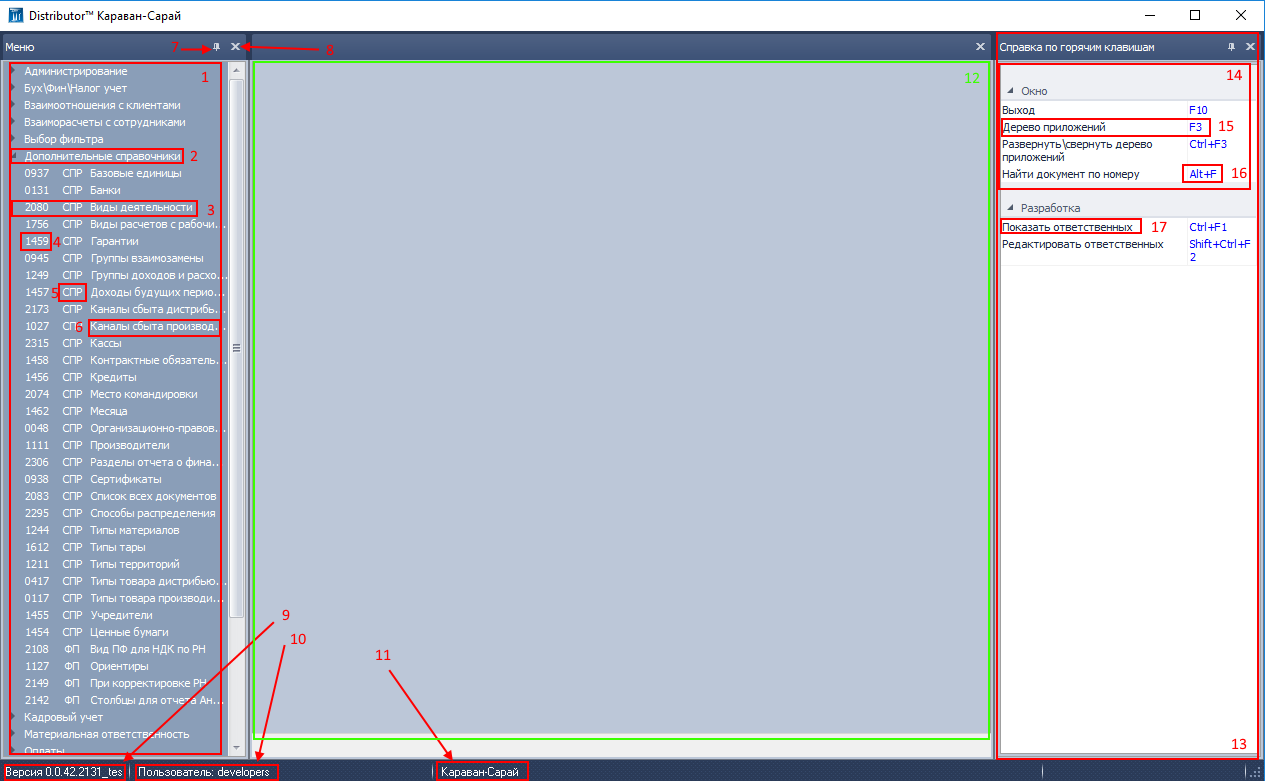 Distributor™ Караван-Сарай
Меню 7 8
1
Администрирование
Бух\Фин\Налог учет
Взаимоотношения с клиентами
Взаиморасчеты с сотрудниками
Выбор фильтра
Дополнительные справочники 2
0937 СПР Базовые единицы
0131 СПР Банки
2080 СПР Виды деятельности 3
1756 СПР Виды расчетов с рабочи...
1459 4 СПР Гарантии
0945 СПР Группы взаимозамены
1249 СПР Группы доходов и расхо...
1457 5 СПР Доходы будущих перио...
2173 СПР Каналы сбыта дистрибь...
1027 СПР 6 Каналы сбыта производ...
2315 СПР Кассы
1458 СПР Контрактные обязатель...
1456 СПР Кредиты
2074 СПР Место командировки
1462 СПР Месяца
0048 СПР Организационно-правов...
1111 СПР Производители
2306 СПР Разделы отчета о фина...
0938 СПР Сертификаты
2083 СПР Список всех документов
2295 СПР Способы распределения
1244 СПР Типы материалов
1612 СПР Типы тары
1211 СПР Типы территорий
0417 СПР Типы товара дистрибью...
0117 СПР Типы товара производи...
1455 СПР Учредители
1454 СПР Ценные бумаги
2108 ФП Вид ПФ для НДК по РН
1127 ФП Ориентиры
2149 ФП При корректировке РН
2142 ФП Столбцы для отчета Ан...
Кадровый учет
Материальная ответственность
Оплаты
9
10
11
12
Справка по горячим клавишам
14
Окно
Выход F10
Дерево приложений F3 15
Развернуть\свернуть дерево Ctrl+F3
приложений
Найти документ по номеру Alt+F 16
Разработка
Показать ответственных 17 Ctrl+F1
Редактировать ответственных Shift+Ctrl+F
2
13
Версия 0.0.42.2131_tes Пользователь: developers Караван-Сарай